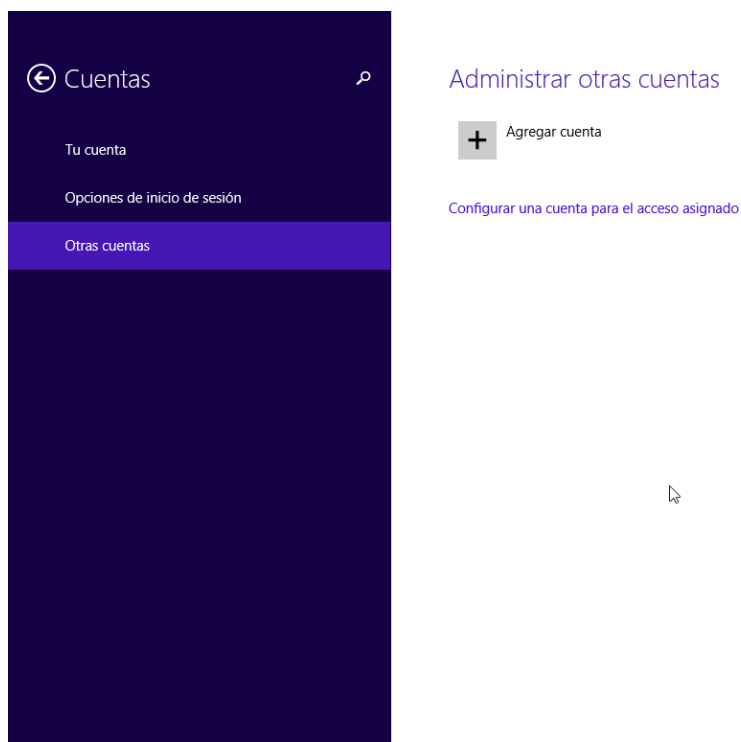 Cuentas
Tu cuenta
Opciones de inicio de sesión
Otras cuentas
Administrar otras cuentas
Agregar cuenta
Configurar una cuenta para el acceso asignado